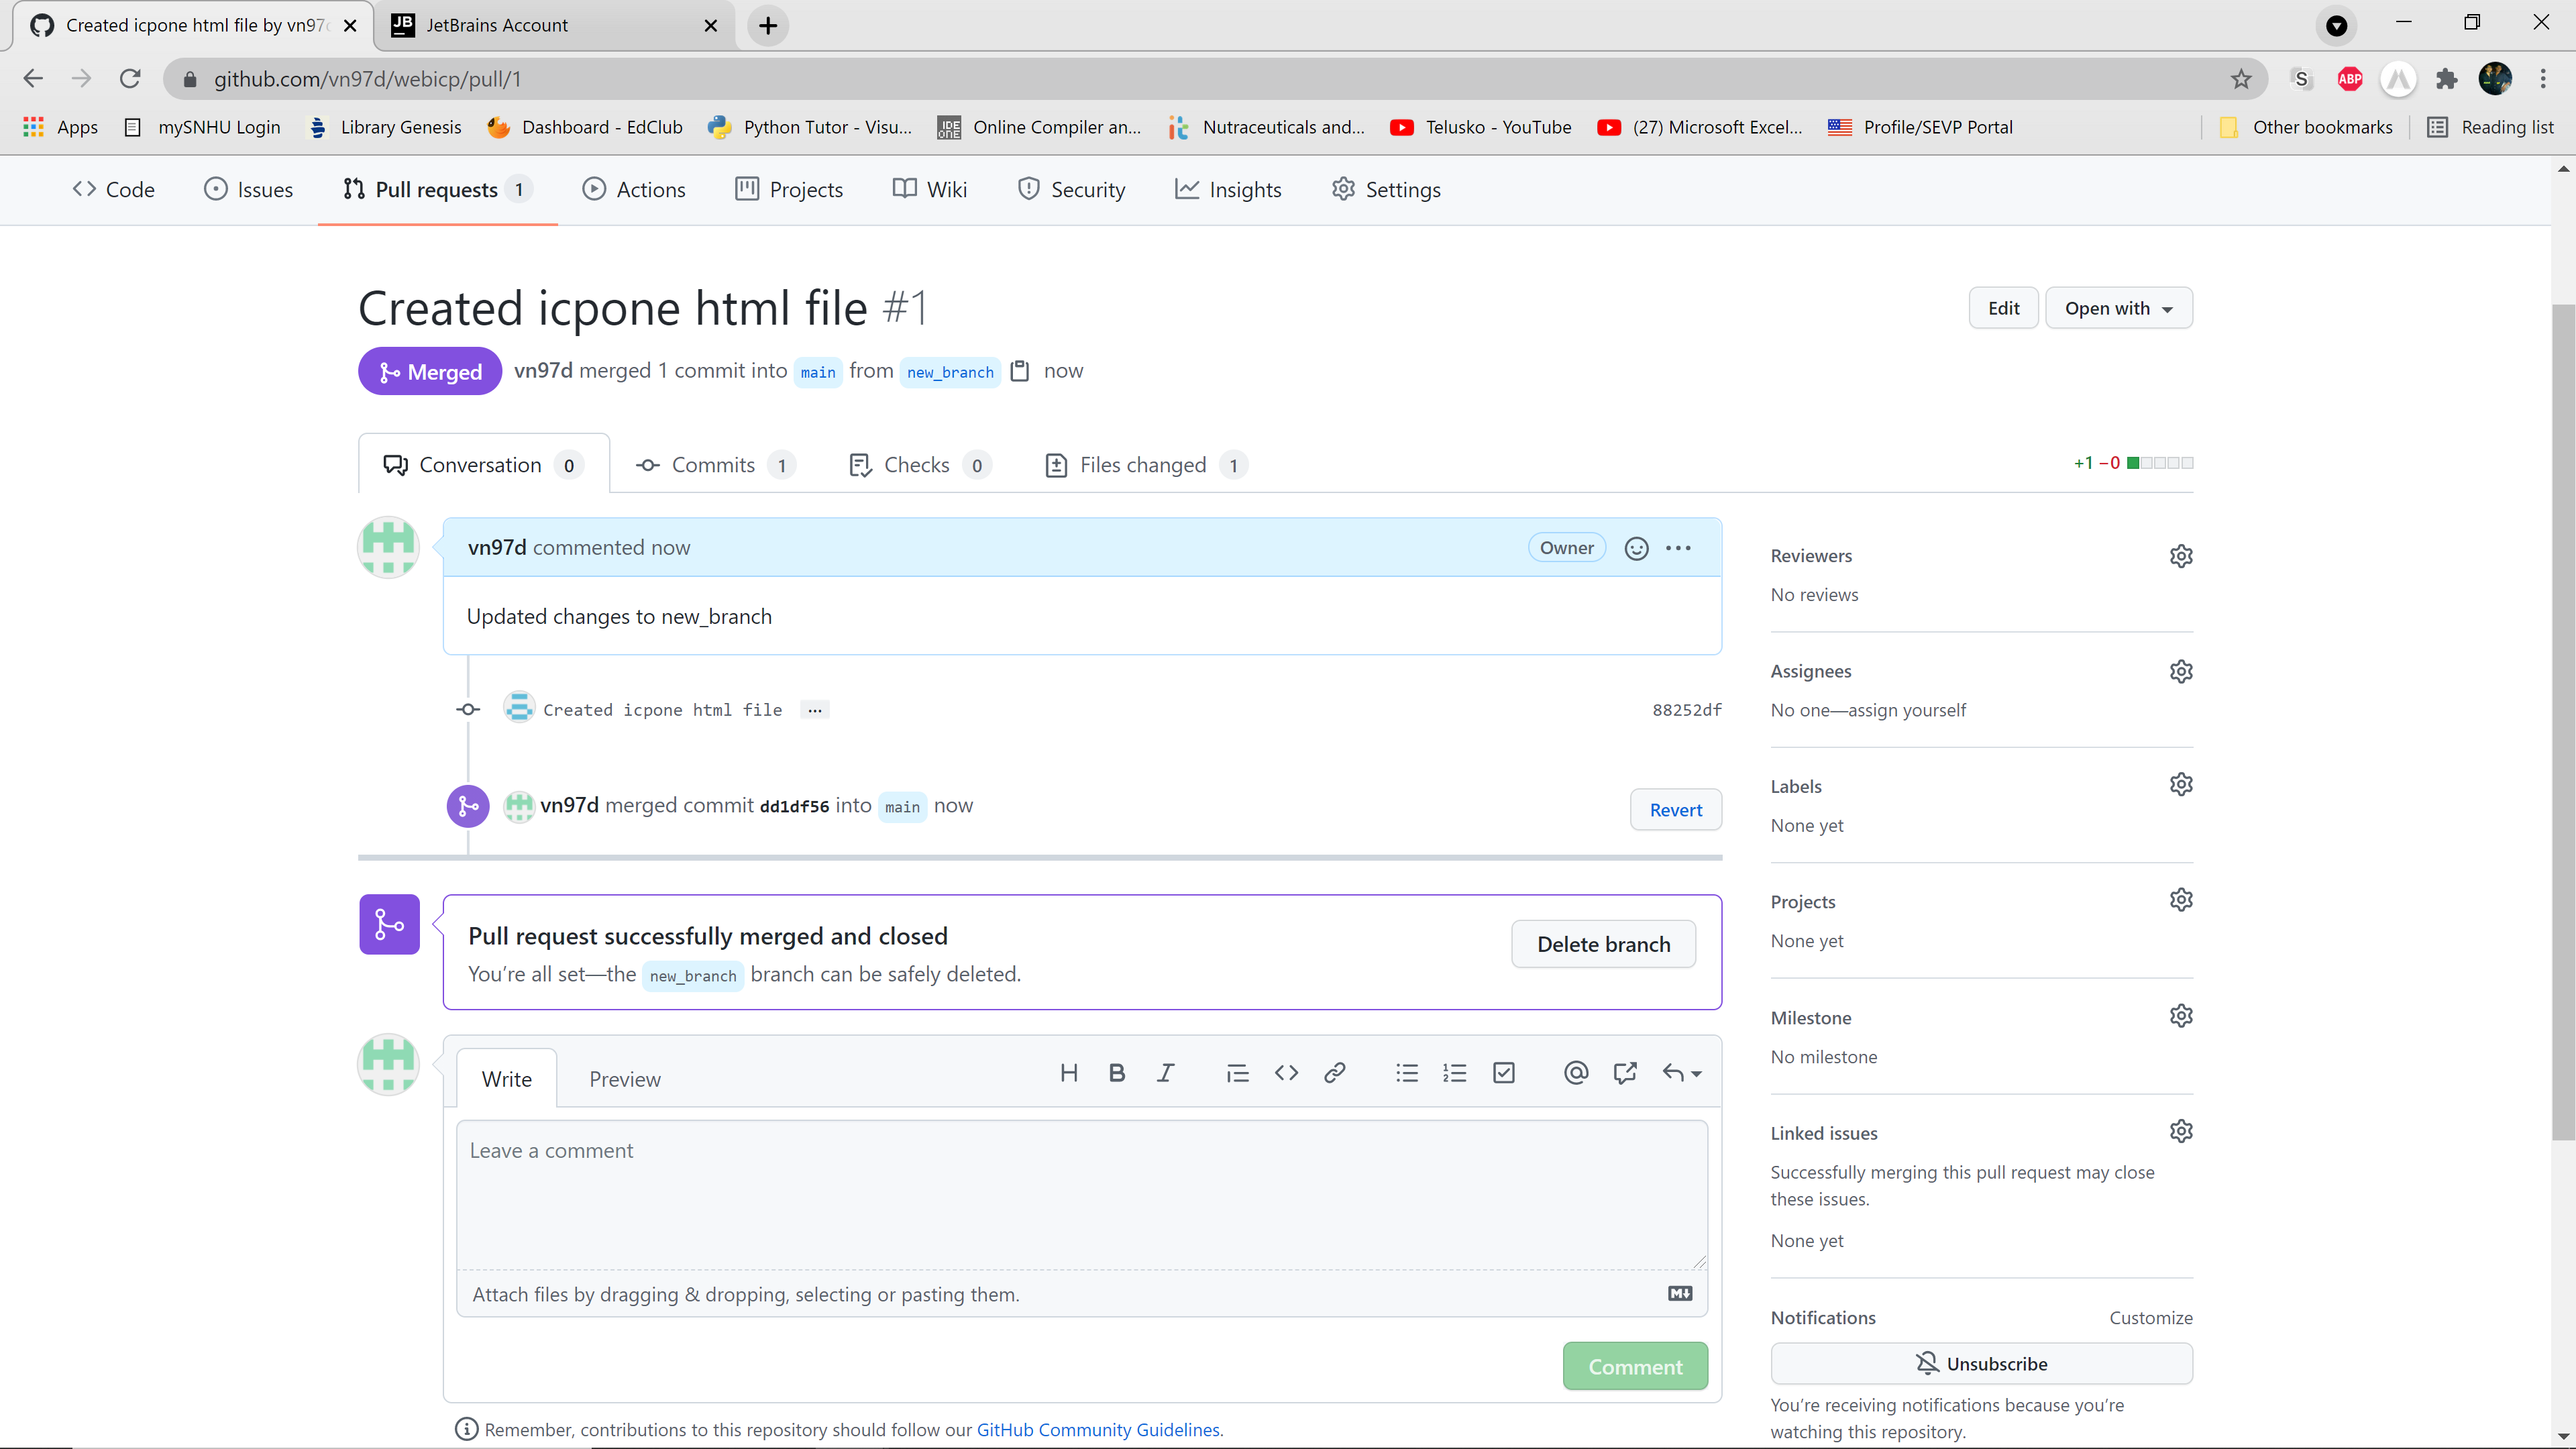 Created icpone html file by vn97d
JetBrains Account
github.com/vn97d/webicp/pull/1
ABP
Apps
mySNHU Login
Library Genesis
Dashboard - EdClub
Python Tutor - Visu...
Online Compiler an...
Nutraceuticals and...
Telusko - YouTube
(27) Microsoft Excel...
Profile/SEVP Portal
Other bookmarks
Reading list
Code
Issues
Pull requests 1
Actions
Projects
Wiki
Security
Insights
Settings
Created icpone html file #1
Edit
Open with
Merged
vn97d merged 1 commit into main from new_branch now
Conversation 0
Commits 1
Checks 0
Files changed 1
+1 −0
vn97d commented now
Owner
Updated changes to new_branch
Created icpone html file ...
88252df
vn97d merged commit dd1df56 into main now
Revert
Pull request successfully merged and closed
You're all set—the new_branch branch can be safely deleted.
Delete branch
Write
Preview
Leave a comment
Attach files by dragging & dropping, selecting or pasting them.
Comment
Remember, contributions to this repository should follow our GitHub Community Guidelines.
Reviewers
No reviews
Assignees
No one—assign yourself
Labels
None yet
Projects
None yet
Milestone
No milestone
Linked issues
Successfully merging this pull request may close
these issues.
None yet
Notifications
Customize
Unsubscribe
You're receiving notifications because you're
watching this repository.